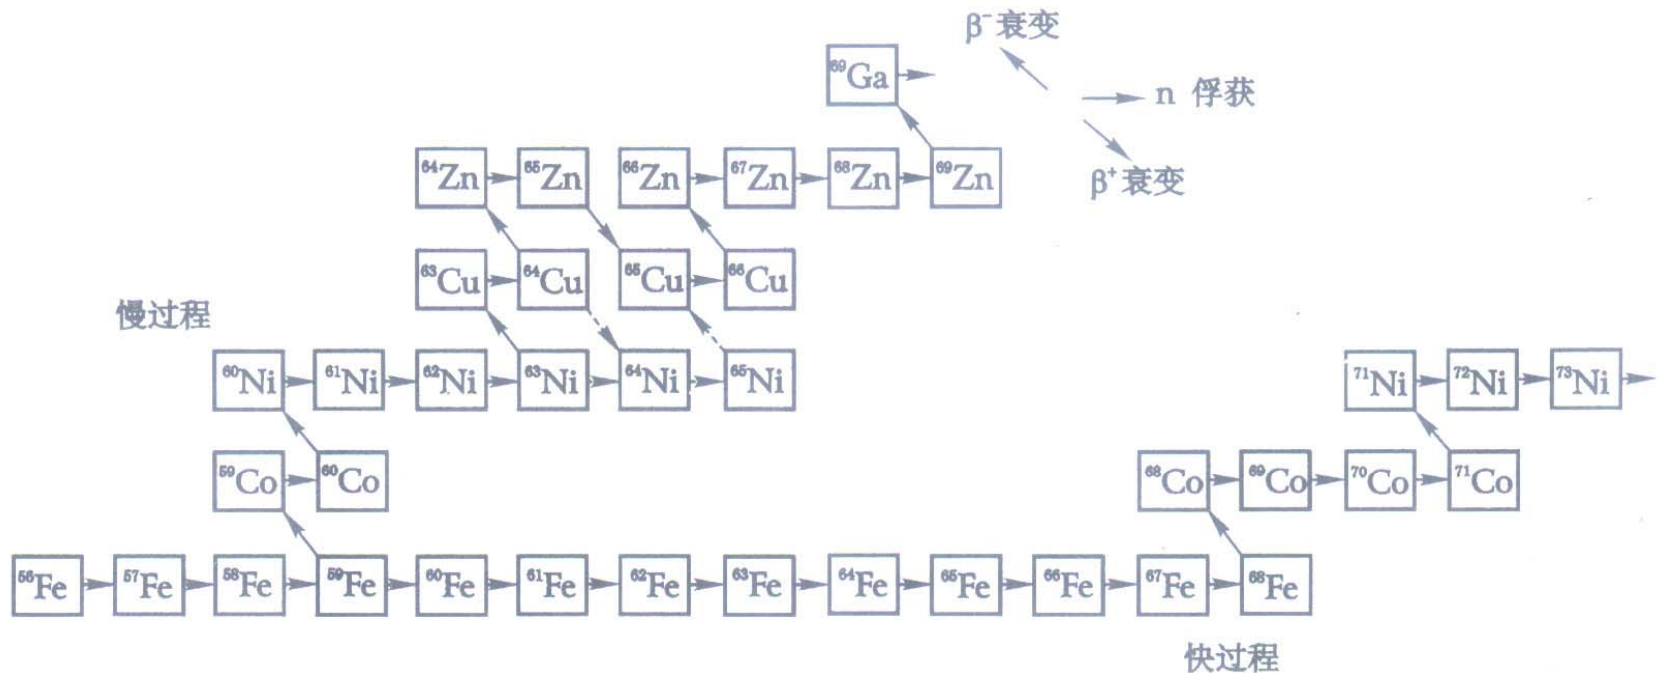 β⁻ 衰变
⁶⁹Ga
n 俘获
⁶⁴Zn ⁶⁵Zn ⁶⁶Zn ⁶⁷Zn ⁶⁸Zn ⁶⁹Zn
β⁺ 衰变
⁶³Cu ⁶⁴Cu ⁶⁵Cu ⁶⁶Cu
慢过程
⁶⁰Ni ⁶¹Ni ⁶²Ni ⁶³Ni ⁶⁴Ni ⁶⁵Ni ⁷¹Ni ⁷²Ni ⁷³Ni
⁵⁹Co ⁶⁰Co ⁶⁸Co ⁶⁹Co ⁷⁰Co ⁷¹Co
⁵⁶Fe ⁵⁷Fe ⁵⁸Fe ⁵⁹Fe ⁶⁰Fe ⁶¹Fe ⁶²Fe ⁶³Fe ⁶⁴Fe ⁶⁵Fe ⁶⁶Fe ⁶⁷Fe ⁶⁸Fe
快过程